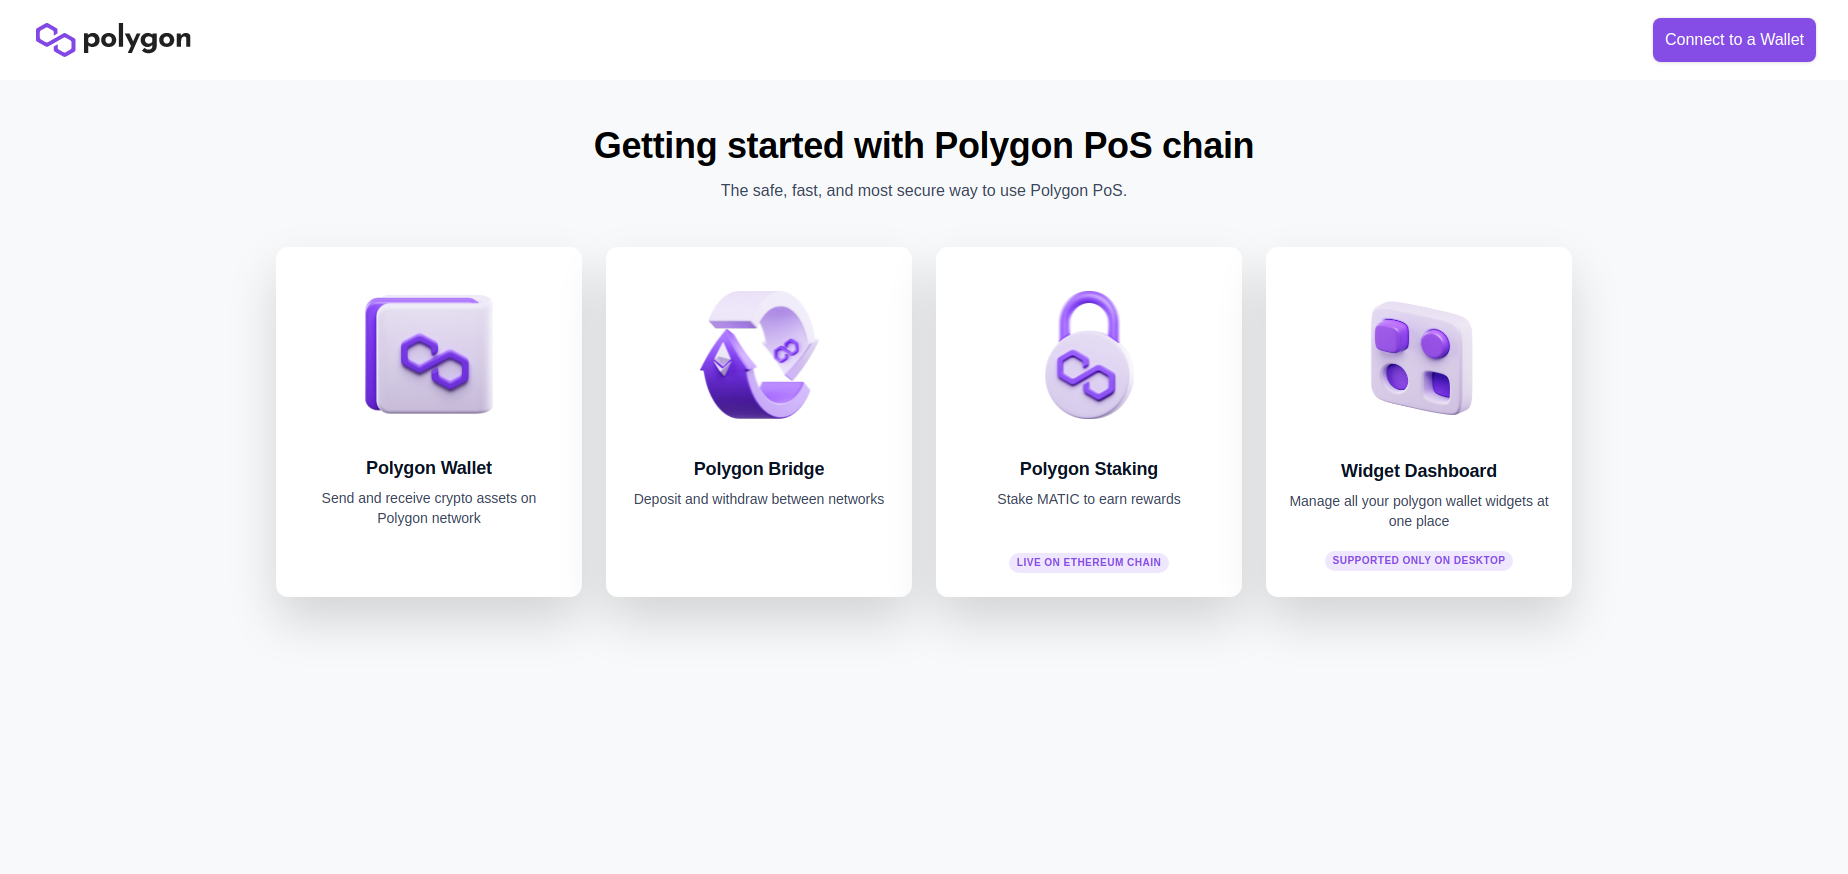 polygon
Connect to a Wallet
Getting started with Polygon PoS chain
The safe, fast, and most secure way to use Polygon PoS.
Polygon Wallet
Send and receive crypto assets on
Polygon network
Polygon Bridge
Deposit and withdraw between networks
Polygon Staking
Stake MATIC to earn rewards
LIVE ON ETHEREUM CHAIN
Widget Dashboard
Manage all your polygon wallet widgets at
one place
SUPPORTED ONLY ON DESKTOP